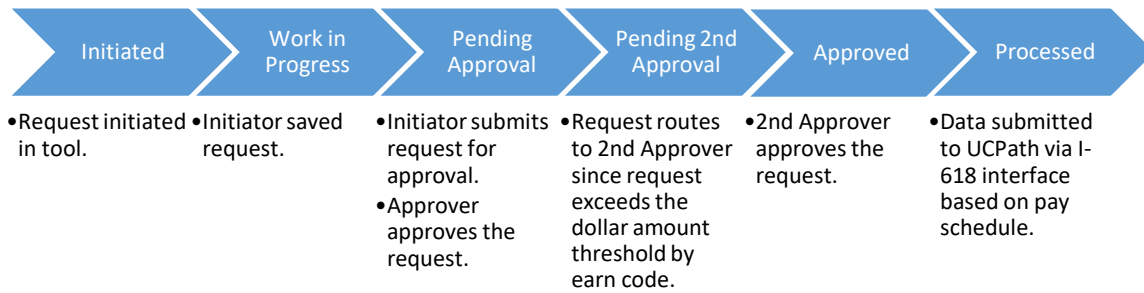 Initiated
Work in
Progress
Pending
Approval
Pending 2nd
Approval
Approved
Processed
•Request initiated
in tool.
•Initiator saved
request.
•Initiator submits
request for
approval.
•Approver
approves the
request.
•Request routes
to 2nd Approver
since request
exceeds the
dollar amount
threshold by
earn code.
•2nd Approver
approves the
request.
•Data submitted
to UCPath via I-
618 interface
based on pay
schedule.